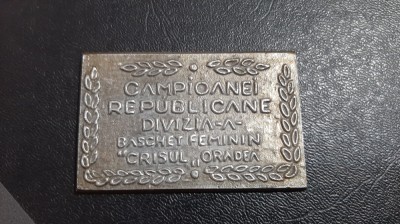 CAMPIOANEI
REPUBLICANE
DIVIZIA-A-
BASCHET FEMININ
"CRISUL„ ORADEA